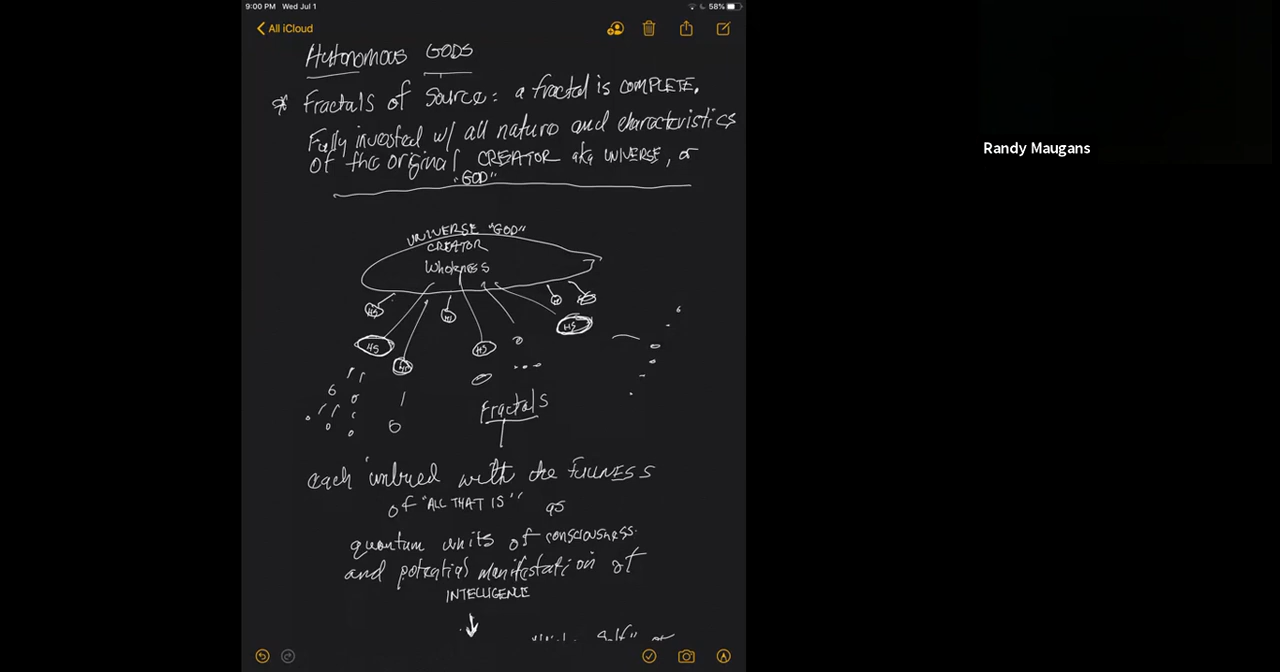 9:00 PM Wed Jul 1
58%
All iCloud
Autonomous GODS
* Fractals of Source: a fractal is COMPLETE.
Fully invested w/ all nature and characteristics
of the original CREATOR aka UNIVERSE, or
"GOD"
Randy Maugans
UNIVERSE "GOD"
CREATOR
Wholeness
HS
HS
HS
HS
Fractals
each imbued with the FULLNESS
of "ALL THAT IS" as
quantum units of consciousness
and potential manifestation of
INTELLIGENCE
Self" or